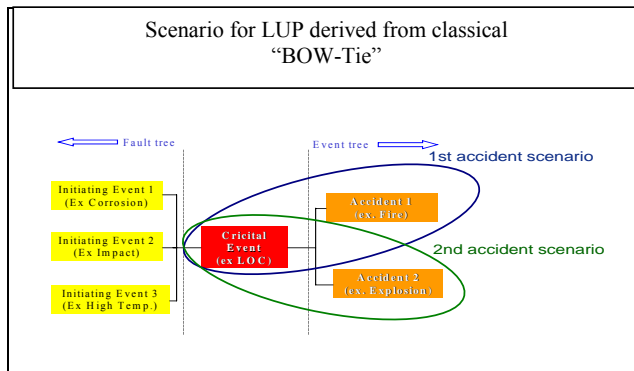 Scenario for LUP derived from classical
“BOW-Tie”
Fault tree
Event tree
1st accident scenario
Initiating Event 1
(Ex Corrosion)
Accident 1
(ex. Fire)
Initiating Event 2
(Ex Impact)
Cricital
Event
(ex LOC)
2nd accident scenario
Initiating Event 3
(Ex High Temp.)
Accident 2
(ex. Explosion)